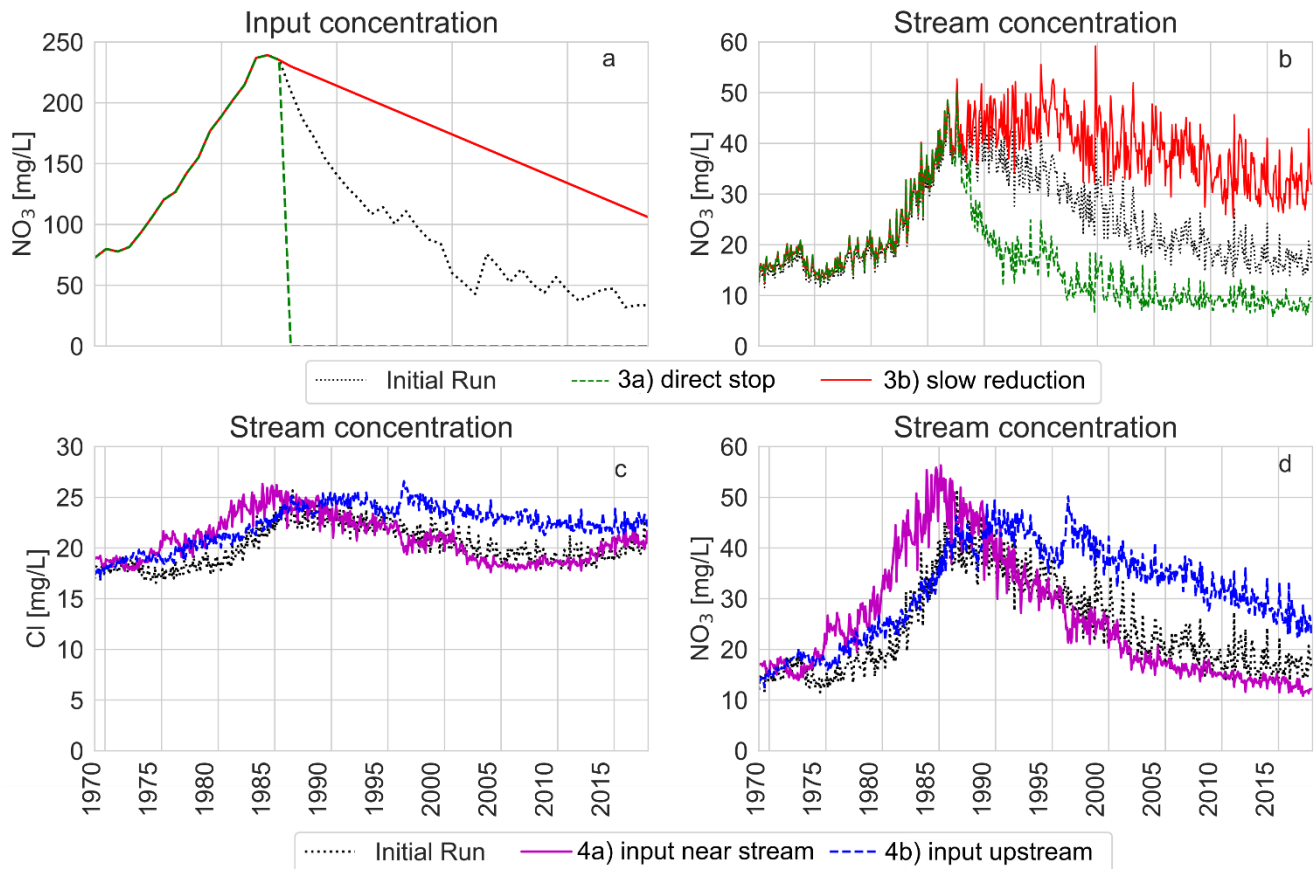 Input concentration
Stream concentration
NO3 [mg/L]
250
200
150
100
50
0
a
NO3 [mg/L]
60
50
40
30
20
10
0
b
Initial Run 3a) direct stop 3b) slow reduction
Stream concentration
Stream concentration
Cl [mg/L]
30
25
20
15
10
5
0
c
1970 1975 1980 1985 1990 1995 2000 2005 2010 2015
NO3 [mg/L]
60
50
40
30
20
10
0
d
1970 1975 1980 1985 1990 1995 2000 2005 2010 2015
Initial Run 4a) input near stream 4b) input upstream